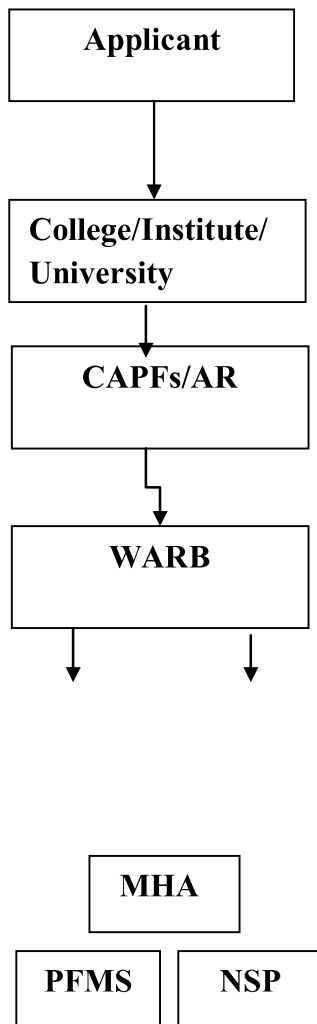 Applicant
College/Institute/
University
CAPFs/AR
WARB
MHA
PFMS
NSP